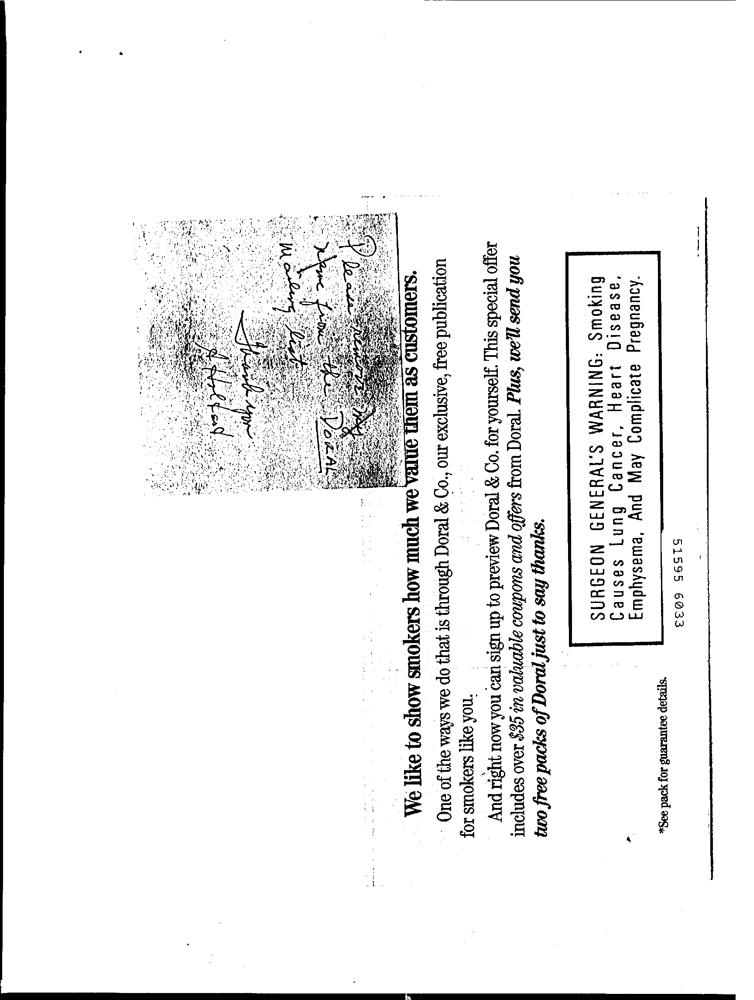 Please remove my
name from the DORAL
mailing list
Thank you
A Holford
We like to show smokers how much we value them as customers.
One of the ways we do that is through Doral & Co., our exclusive, free publication
for smokers like you.
And right now you can sign up to preview Doral & Co. for yourself. This special offer
includes over $35 in valuable coupons and offers from Doral. Plus, we'll send you
two free packs of Doral just to say thanks.
SURGEON GENERAL'S WARNING: Smoking
Causes Lung Cancer, Heart Disease,
Emphysema, And May Complicate Pregnancy.
*See pack for guarantee details.
51595 6033